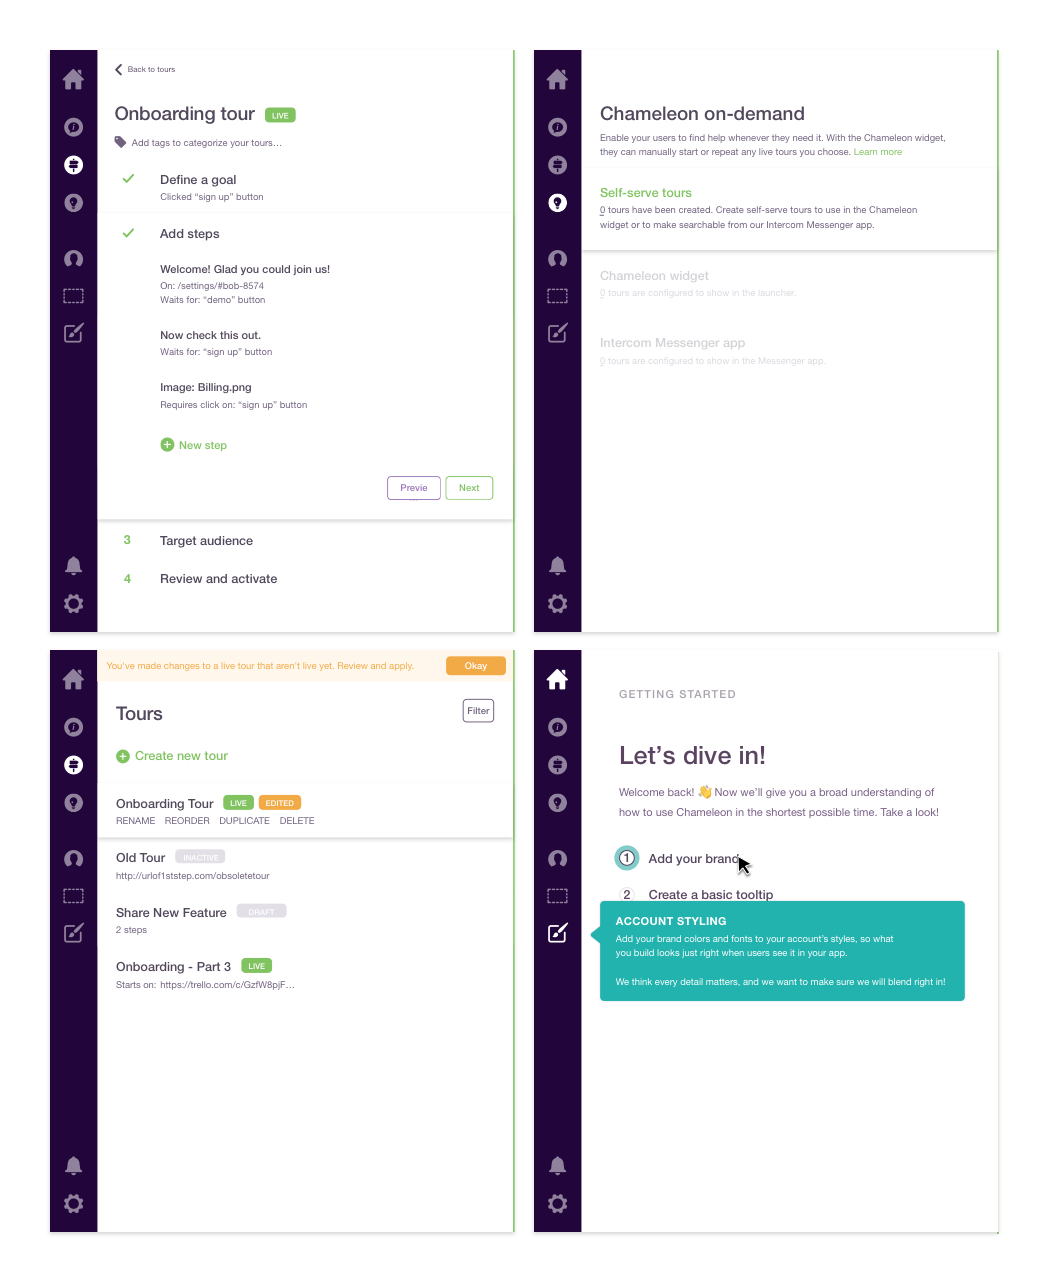 Back to tours
Onboarding tour LIVE
Add tags to categorize your tours...
Define a goal
Clicked “sign up” button
Add steps
Welcome! Glad you could join us!
On: /settings/#bob-8574
Waits for: “demo” button
Now check this out.
Waits for: “sign up” button
Image: Billing.png
Requires click on: “sign up” button
New step
Previe Next
3 Target audience
4 Review and activate
Chameleon on-demand
Enable your users to find help whenever they need it. With the Chameleon widget,
they can manually start or repeat any live tours you choose. Learn more
Self-serve tours
0 tours have been created. Create self-serve tours to use in the Chameleon
widget or to make searchable from our Intercom Messenger app.
Chameleon widget
0 tours are configured to show in the launcher.
Intercom Messenger app
0 tours are configured to show in the Messenger app.
You've made changes to a live tour that aren't live yet. Review and apply. Okay
Tours Filter
Create new tour
Onboarding Tour LIVE EDITED
RENAME REORDER DUPLICATE DELETE
Old Tour INACTIVE
http://urlof1ststep.com/obsoletetour
Share New Feature DRAFT
2 steps
Onboarding - Part 3 LIVE
Starts on: https://trello.com/c/GzfW8pjF...
GETTING STARTED
Let’s dive in!
Welcome back! 👋 Now we’ll give you a broad understanding of
how to use Chameleon in the shortest possible time. Take a look!
1 Add your brand
2 Create a basic tooltip
ACCOUNT STYLING
Add your brand colors and fonts to your account’s styles, so what
you build looks just right when users see it in your app.
We think every detail matters, and we want to make sure we will blend right in!